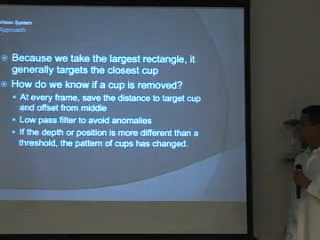 Vision System
Approach
Because we take the largest rectangle, it
generally targets the closest cup
How do we know if a cup is removed?
At every frame, save the distance to target cup
and offset from middle
Low pass filter to avoid anomalies
If the depth or position is more different than a
threshold, the pattern of cups has changed.